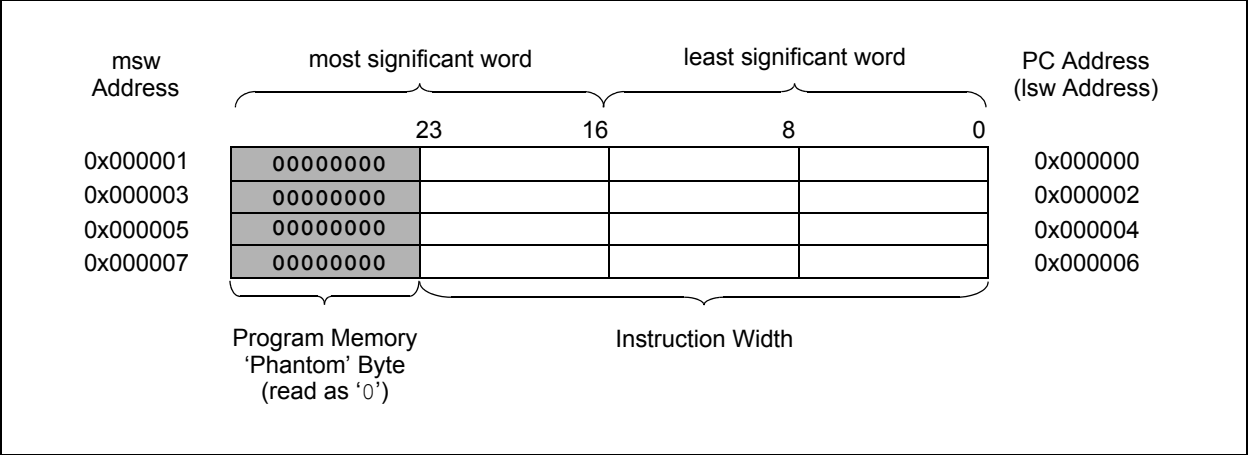 msw
Address
most significant word
least significant word
PC Address
(lsw Address)
23 16 8 0
0x000001 00000000 0x000000
0x000003 00000000 0x000002
0x000005 00000000 0x000004
0x000007 00000000 0x000006
Program Memory
‘Phantom’ Byte
(read as ‘0’)
Instruction Width